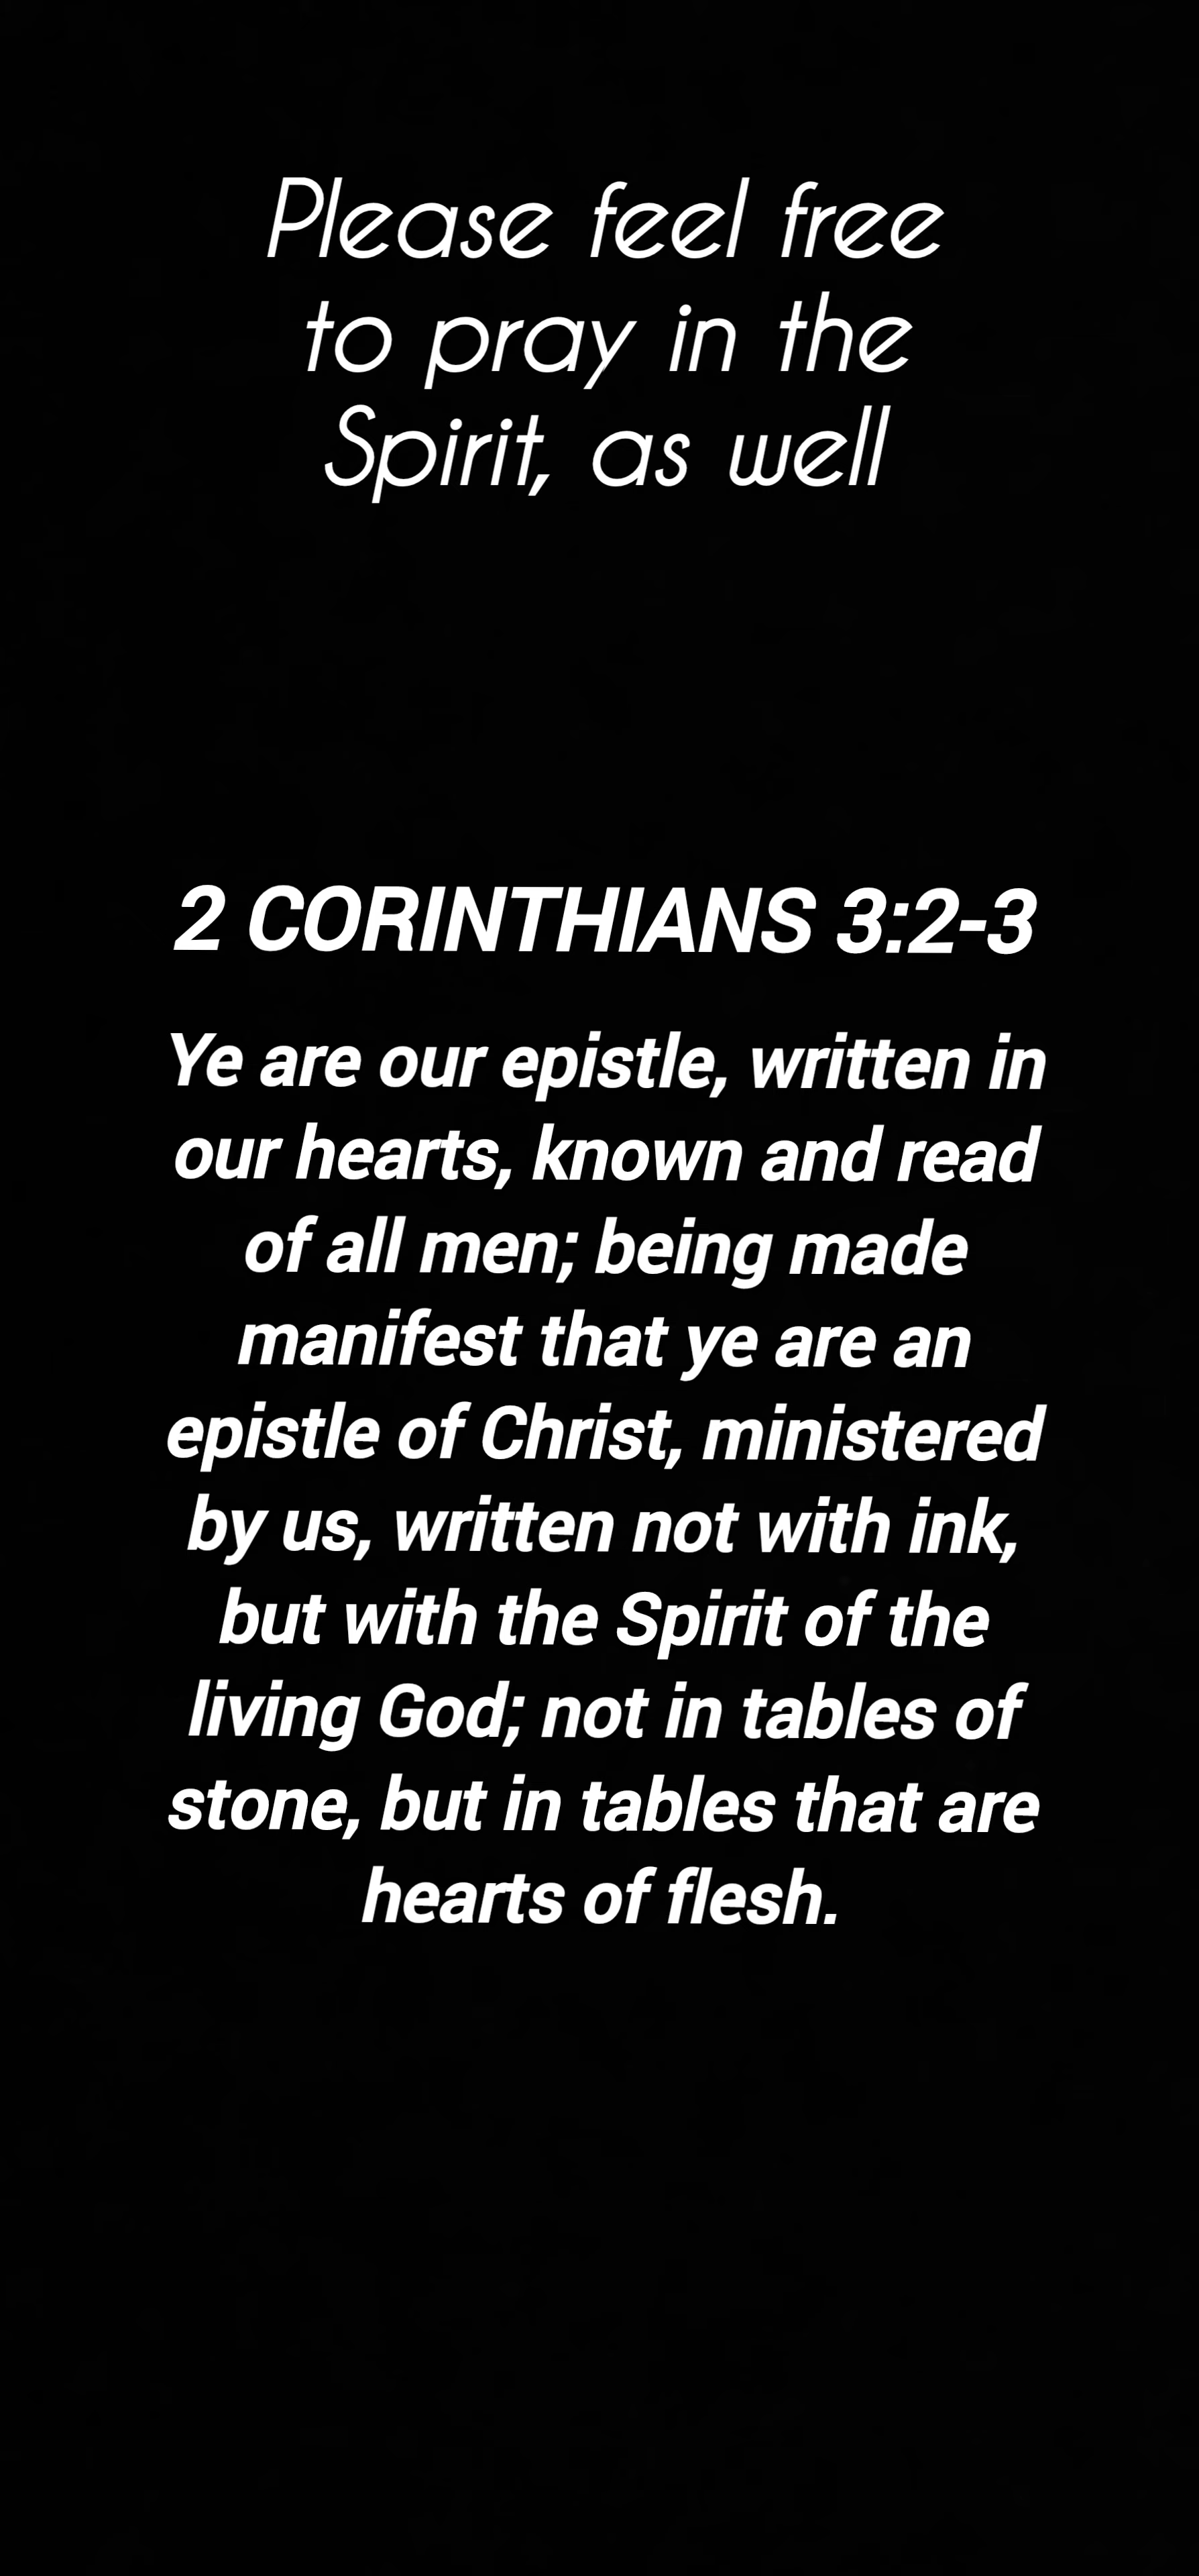 Please feel free
to pray in the
Spirit, as well
2 CORINTHIANS 3:2-3
Ye are our epistle, written in
our hearts, known and read
of all men; being made
manifest that ye are an
epistle of Christ, ministered
by us, written not with ink,
but with the Spirit of the
living God; not in tables of
stone, but in tables that are
hearts of flesh.